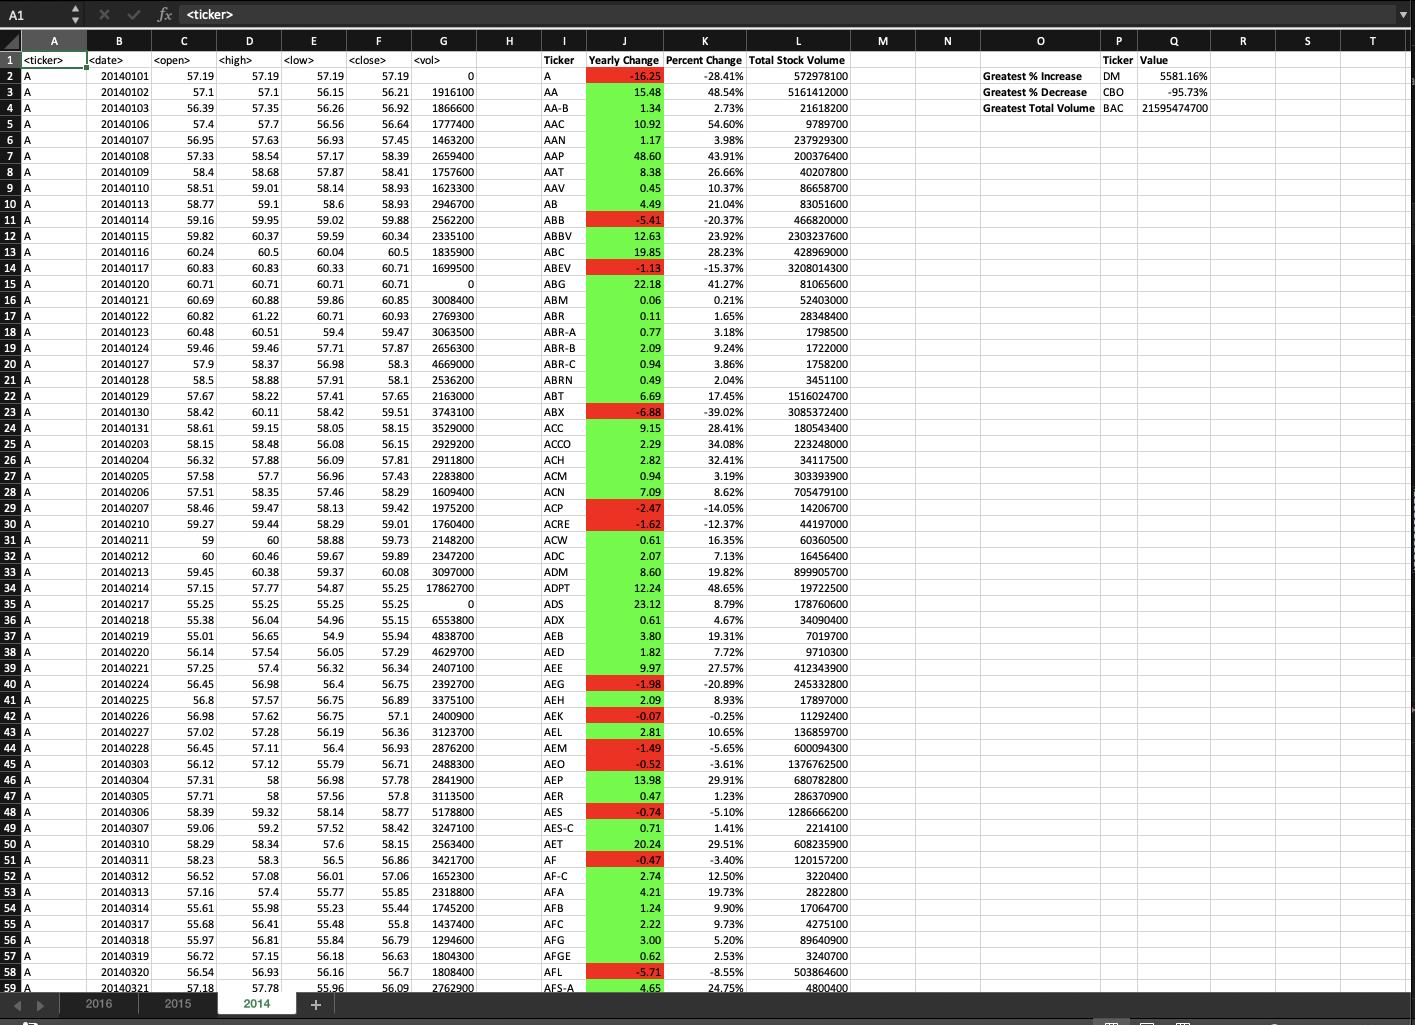 A1 fx <ticker>
A B C D E F G H I J K L M N O P Q R S T
1 <ticker> <date> <open> <high> <low> <close> <vol> Ticker Yearly Change Percent Change Total Stock Volume Ticker Value
2 A 20140101 57.19 57.19 57.19 57.19 0 A -16.25 -28.41% 572978100 Greatest % Increase DM 5581.16%
3 A 20140102 57.1 57.1 56.15 56.21 1916100 AA 15.48 48.54% 5161412000 Greatest % Decrease CBO -95.73%
4 A 20140103 56.39 57.35 56.26 56.92 1866600 AA-B 1.34 2.73% 21618200 Greatest Total Volume BAC 21595474700
5 A 20140106 57.4 57.7 56.56 56.64 1777400 AAC 10.92 54.60% 9789700
6 A 20140107 56.95 57.63 56.93 57.45 1463200 AAN 1.17 3.98% 237929300
7 A 20140108 57.33 58.54 57.17 58.39 2659400 AAP 48.60 43.91% 200376400
8 A 20140109 58.4 58.68 57.87 58.41 1757600 AAT 8.38 26.66% 40207800
9 A 20140110 58.51 59.01 58.14 58.93 1623300 AAV 0.45 10.37% 86658700
10 A 20140113 58.77 59.1 58.6 58.93 2946700 AB 4.49 21.04% 83051600
11 A 20140114 59.16 59.95 59.02 59.88 2562200 ABB -5.41 -20.37% 466820000
12 A 20140115 59.82 60.37 59.59 60.34 2335100 ABBV 12.63 23.92% 2303237600
13 A 20140116 60.24 60.5 60.04 60.5 1835900 ABC 19.85 28.23% 428969000
14 A 20140117 60.83 60.83 60.33 60.71 1699500 ABEV -1.13 -15.37% 3208014300
15 A 20140120 60.71 60.71 60.71 60.71 0 ABG 22.18 41.27% 81065600
16 A 20140121 60.69 60.88 59.86 60.85 3008400 ABM 0.06 0.21% 52403000
17 A 20140122 60.82 61.22 60.71 60.93 2769300 ABR 0.11 1.65% 28348400
18 A 20140123 60.48 60.51 59.4 59.47 3063500 ABR-A 0.77 3.18% 1798500
19 A 20140124 59.46 59.46 57.71 57.87 2656300 ABR-B 2.09 9.24% 1722000
20 A 20140127 57.9 58.37 56.98 58.3 4669000 ABR-C 0.94 3.86% 1758200
21 A 20140128 58.5 58.88 57.91 58.1 2536200 ABRN 0.49 2.04% 3451100
22 A 20140129 57.67 58.22 57.41 57.65 2163000 ABT 6.69 17.45% 1516024700
23 A 20140130 58.42 60.11 58.42 59.51 3743100 ABX -6.88 -39.02% 3085372400
24 A 20140131 58.61 59.15 58.05 58.15 3529000 ACC 9.15 28.41% 180543400
25 A 20140203 58.15 58.48 56.08 56.15 2929200 ACCO 2.29 34.08% 223248000
26 A 20140204 56.32 57.88 56.09 57.81 2911800 ACH 2.82 32.41% 34117500
27 A 20140205 57.58 57.7 56.96 57.43 2283800 ACM 0.94 3.19% 303393900
28 A 20140206 57.51 58.35 57.46 58.29 1609400 ACN 7.09 8.62% 705479100
29 A 20140207 58.46 59.47 58.13 59.42 1975200 ACP -2.47 -14.05% 14206700
30 A 20140210 59.27 59.44 58.29 59.01 1760400 ACRE -1.62 -12.37% 44197000
31 A 20140211 59 60 58.88 59.73 2148200 ACW 0.61 16.35% 60360500
32 A 20140212 60 60.46 59.67 59.89 2347200 ADC 2.07 7.13% 16456400
33 A 20140213 59.45 60.38 59.37 60.08 3097000 ADM 8.60 19.82% 899905700
34 A 20140214 57.15 57.77 54.87 55.25 17862700 ADPT 12.24 48.65% 19722500
35 A 20140217 55.25 55.25 55.25 55.25 0 ADS 23.12 8.79% 178760600
36 A 20140218 55.38 56.04 54.96 55.15 6553800 ADX 0.61 4.67% 34090400
37 A 20140219 55.01 56.65 54.9 55.94 4838700 AEB 3.80 19.31% 7019700
38 A 20140220 56.14 57.54 56.05 57.29 4629700 AED 1.82 7.72% 9710300
39 A 20140221 57.25 57.4 56.32 56.34 2407100 AEE 9.97 27.57% 412343900
40 A 20140224 56.45 56.98 56.4 56.75 2392700 AEG -1.98 -20.89% 245332800
41 A 20140225 56.8 57.57 56.75 56.89 3375100 AEH 2.09 8.93% 17897000
42 A 20140226 56.98 57.62 56.75 57.1 2400900 AEK -0.07 -0.25% 11292400
43 A 20140227 57.02 57.28 56.19 56.36 3123700 AEL 2.81 10.65% 136859700
44 A 20140228 56.45 57.11 56.4 56.93 2876200 AEM -1.49 -5.65% 600094300
45 A 20140303 56.12 57.12 55.79 56.71 2488300 AEO -0.52 -3.61% 1376762500
46 A 20140304 57.31 58 56.98 57.78 2841900 AEP 13.98 29.91% 680782800
47 A 20140305 57.71 58 57.56 57.8 3113500 AER 0.47 1.23% 286370900
48 A 20140306 58.39 59.32 58.14 58.77 5178800 AES -0.74 -5.10% 1286666200
49 A 20140307 59.06 59.2 57.52 58.42 3247100 AES-C 0.71 1.41% 2214100
50 A 20140310 58.29 58.34 57.6 58.15 2563400 AET 20.24 29.51% 608235900
51 A 20140311 58.23 58.3 56.5 56.86 3421700 AF -0.47 -3.40% 120157200
52 A 20140312 56.52 57.08 56.01 57.06 1652300 AF-C 2.74 12.50% 3220400
53 A 20140313 57.16 57.4 55.77 55.85 2318800 AFA 4.21 19.73% 2822800
54 A 20140314 55.61 55.98 55.23 55.44 1745200 AFB 1.24 9.90% 17064700
55 A 20140317 55.68 56.41 55.48 55.8 1437400 AFC 2.22 9.73% 4275100
56 A 20140318 55.97 56.81 55.84 56.79 1294600 AFG 3.00 5.20% 89640900
57 A 20140319 56.72 57.15 56.18 56.63 1804300 AFGE 0.62 2.53% 3240700
58 A 20140320 56.54 56.93 56.16 56.7 1808400 AFL -5.71 -8.55% 503864600
59 A 20140321 57.18 57.78 55.96 56.09 2762900 AFS-A 4.65 24.75% 4800400
2016 2015 2014 +